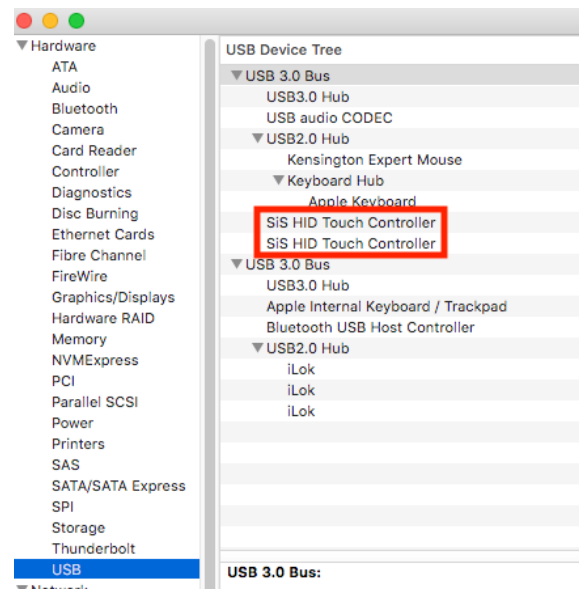 Hardware
ATA
Audio
Bluetooth
Camera
Card Reader
Controller
Diagnostics
Disc Burning
Ethernet Cards
Fibre Channel
FireWire
Graphics/Displays
Hardware RAID
Memory
NVMExpress
PCI
Parallel SCSI
Power
Printers
SAS
SATA/SATA Express
SPI
Storage
Thunderbolt
USB
Network
USB Device Tree
USB 3.0 Bus
USB3.0 Hub
USB audio CODEC
USB2.0 Hub
Kensington Expert Mouse
Keyboard Hub
Apple Keyboard
SiS HID Touch Controller
SiS HID Touch Controller
USB 3.0 Bus
USB3.0 Hub
Apple Internal Keyboard / Trackpad
Bluetooth USB Host Controller
USB2.0 Hub
iLok
iLok
iLok
USB 3.0 Bus: